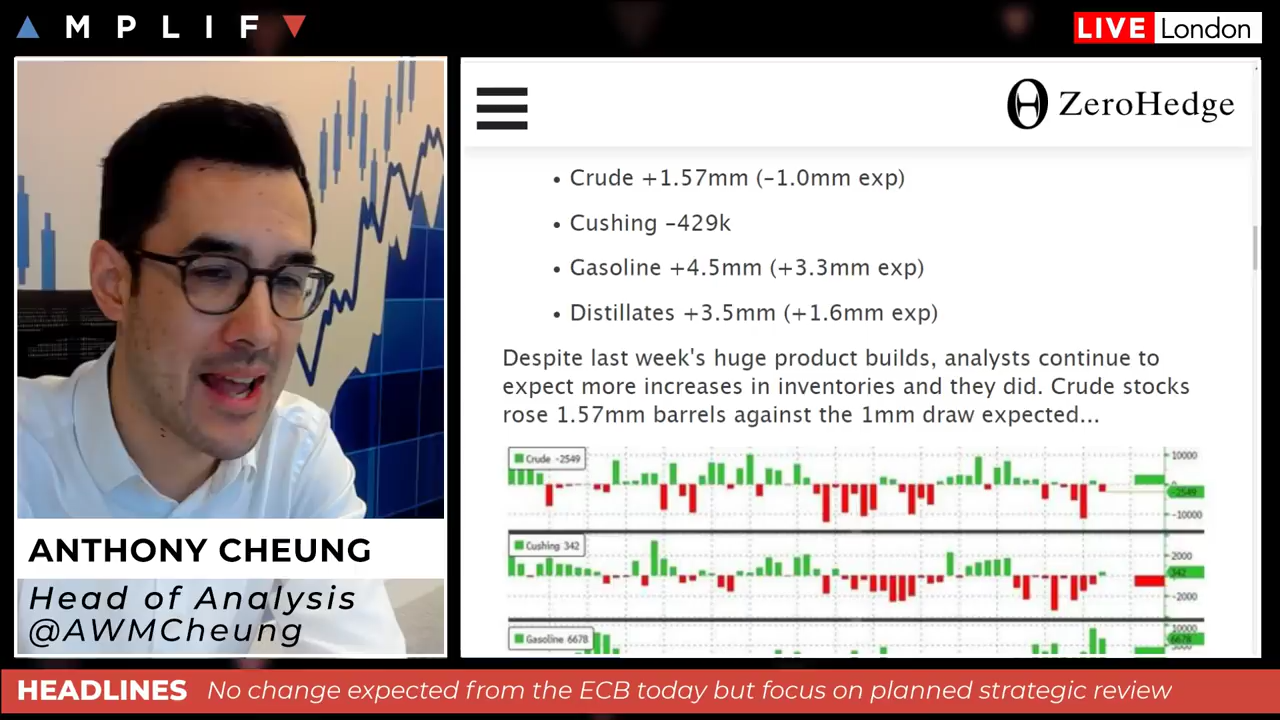 AMPLIFY
LIVE London
ZeroHedge
• Crude +1.57mm (-1.0mm exp)
• Cushing -429k
• Gasoline +4.5mm (+3.3mm exp)
• Distillates +3.5mm (+1.6mm exp)
Despite last week's huge product builds, analysts continue to
expect more increases in inventories and they did. Crude stocks
rose 1.57mm barrels against the 1mm draw expected...
Crude -2549
10000
-2549
-10000
Cushing 342
2000
342
-2000
Gasoline 6678
10000
6678
ANTHONY CHEUNG
Head of Analysis
@AWMCheung
HEADLINES No change expected from the ECB today but focus on planned strategic review